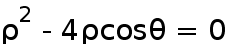 ρ² - 4ρcosθ = 0